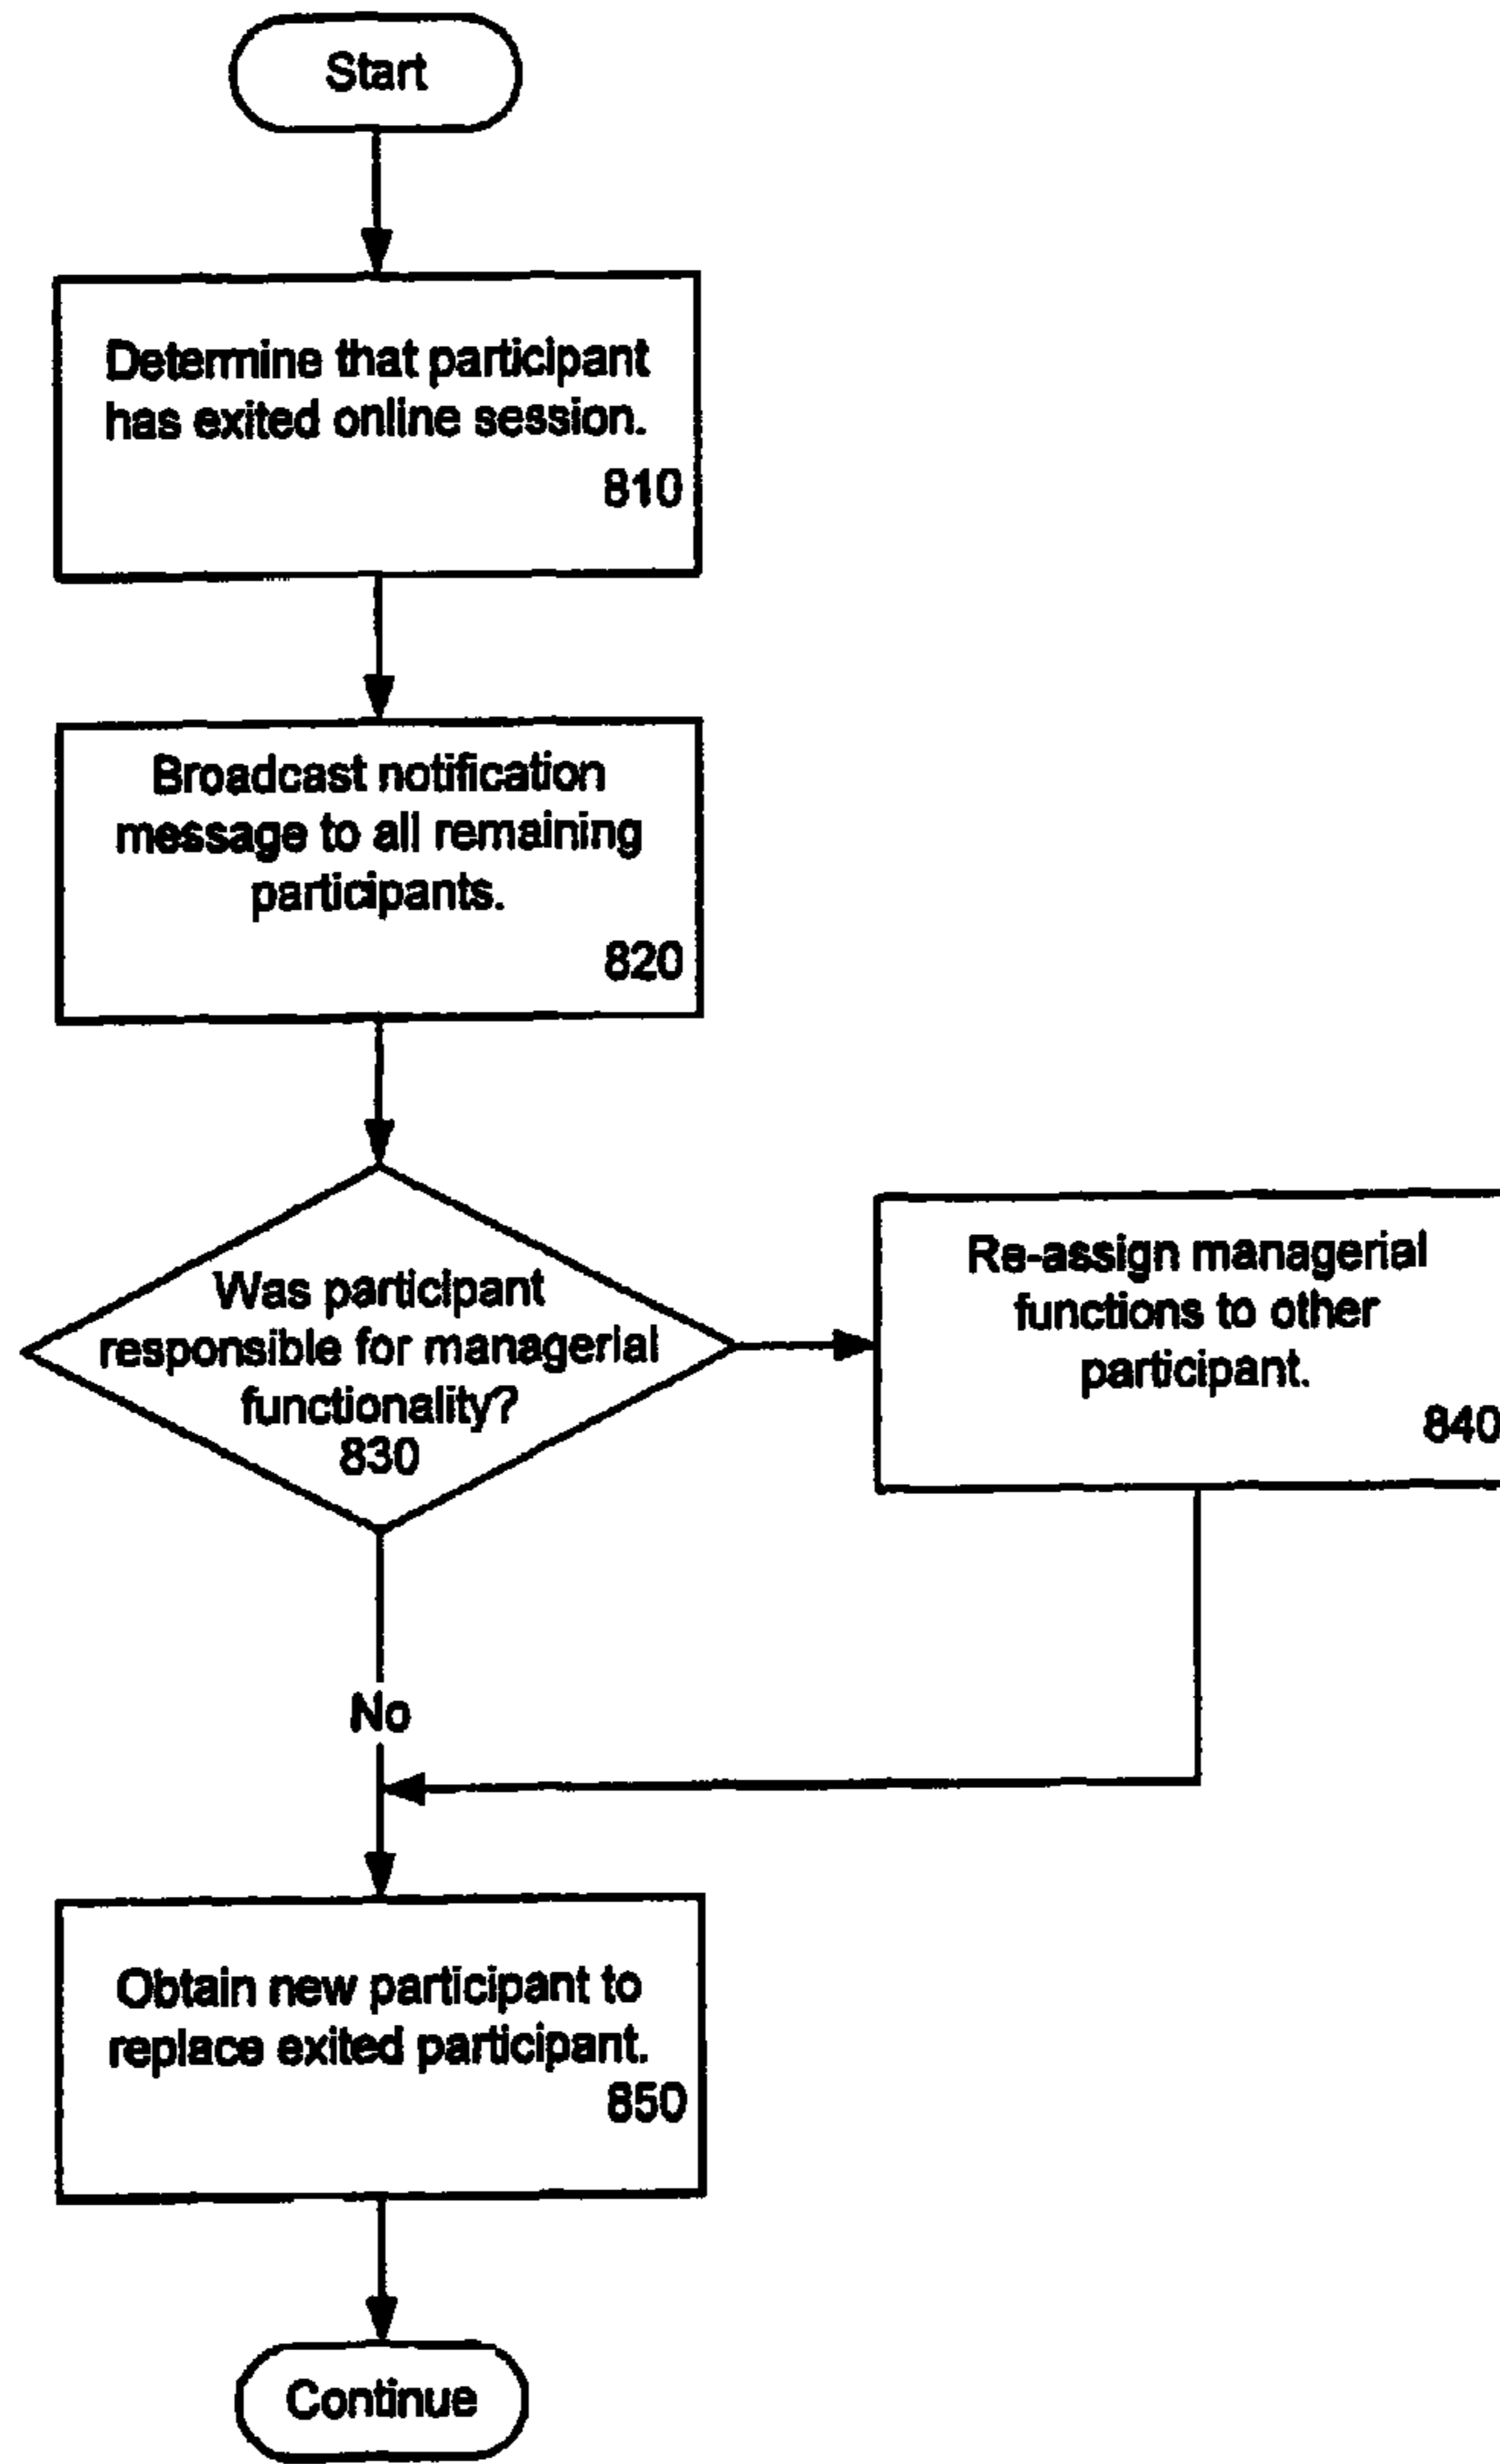 Start
Determine that participant
has exited online session.
810
Broadcast notification
message to all remaining
participants.
820
Was participant
responsible for managerial
functionality?
830
Re-assign managerial
functions to other
participant.
840
No
Obtain new participant to
replace exited participant.
850
Continue